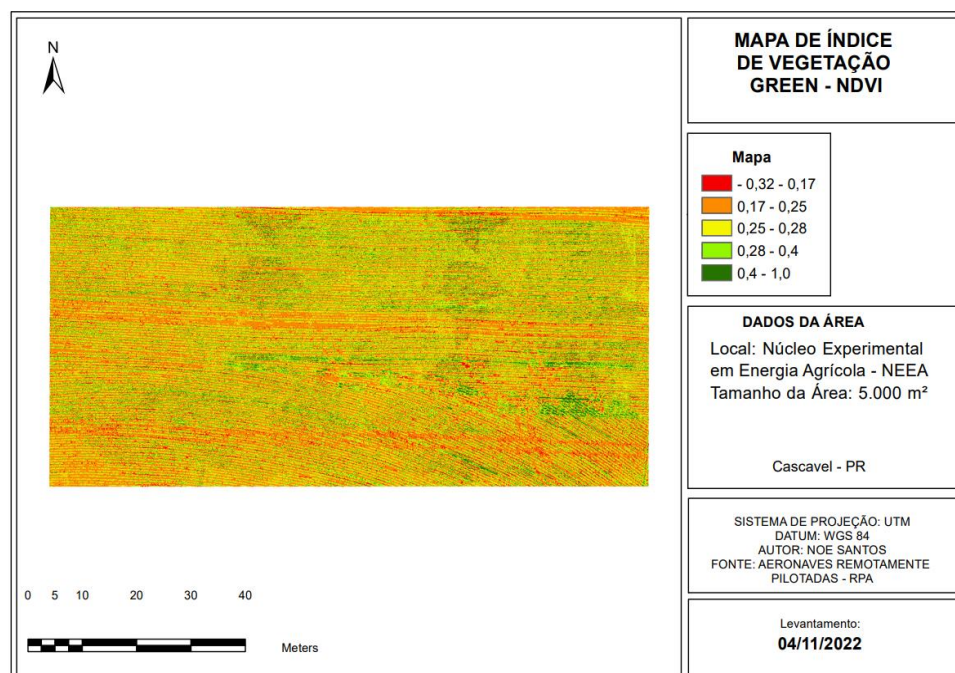 N
MAPA DE ÍNDICE
DE VEGETAÇÃO
GREEN - NDVI
Mapa
- 0,32 - 0,17
0,17 - 0,25
0,25 - 0,28
0,28 - 0,4
0,4 - 1,0
DADOS DA ÁREA
Local: Núcleo Experimental
em Energia Agrícola - NEEA
Tamanho da Área: 5.000 m²
Cascavel - PR
SISTEMA DE PROJEÇÃO: UTM
DATUM: WGS 84
AUTOR: NOE SANTOS
FONTE: AERONAVES REMOTAMENTE
PILOTADAS - RPA
Levantamento:
04/11/2022
0 5 10 20 30 40
Meters